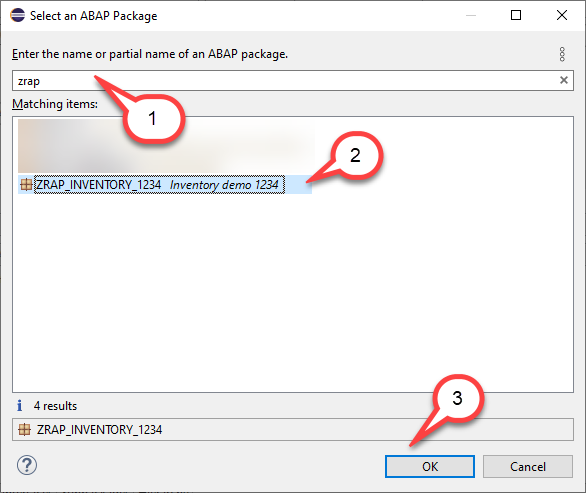 Select an ABAP Package
Enter the name or partial name of an ABAP package.
zrap
1
Matching items:
2
ZRAP_INVENTORY_1234 Inventory demo 1234
4 results
3
ZRAP_INVENTORY_1234
? OK Cancel